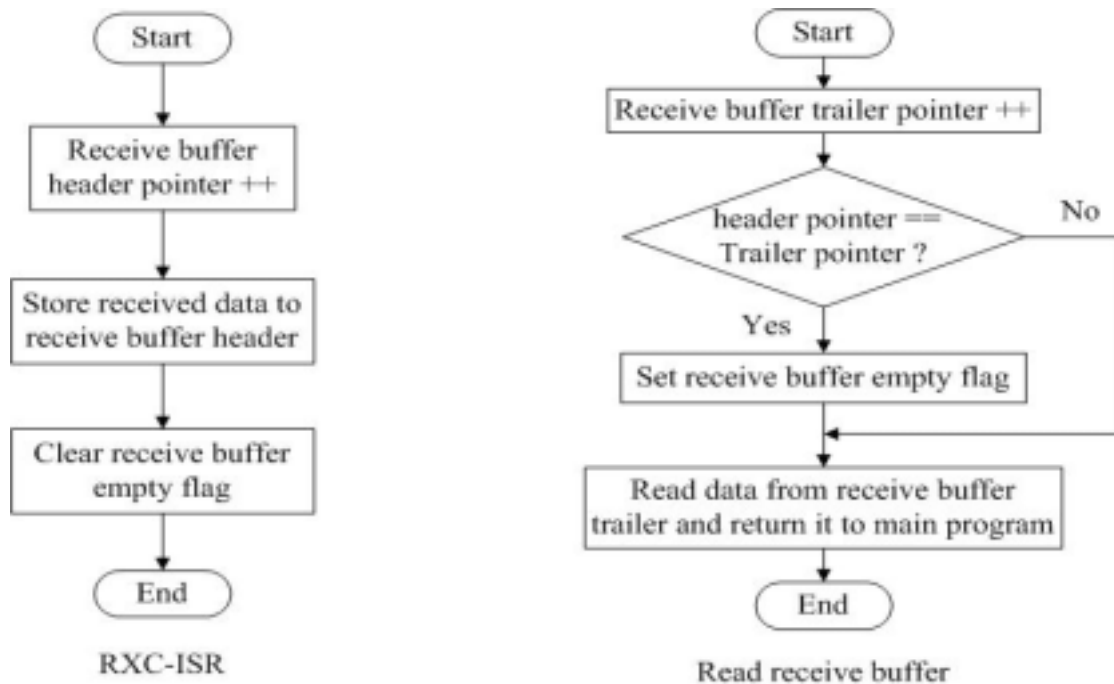 Start
Receive buffer
header pointer ++
Store received data to
receive buffer header
Clear receive buffer
empty flag
End
RXC-ISR
Start
Receive buffer trailer pointer ++
header pointer ==
Trailer pointer ?
No
Yes
Set receive buffer empty flag
Read data from receive buffer
trailer and return it to main program
End
Read receive buffer